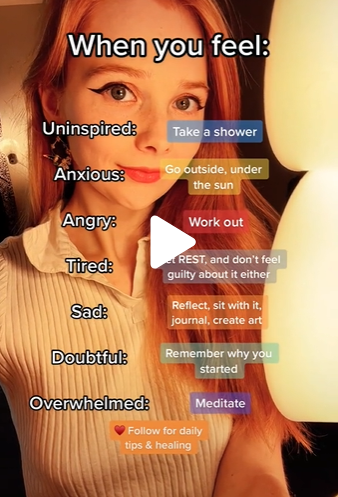 When you feel:
Uninspired: Take a shower
Anxious: Go outside, under
the sun
Angry: Work out
Tired: REST, and don't feel
guilty about it either
Sad: Reflect, sit with it,
journal, create art
Doubtful: Remember why you
started
Overwhelmed: Meditate
❤️ Follow for daily
tips & healing